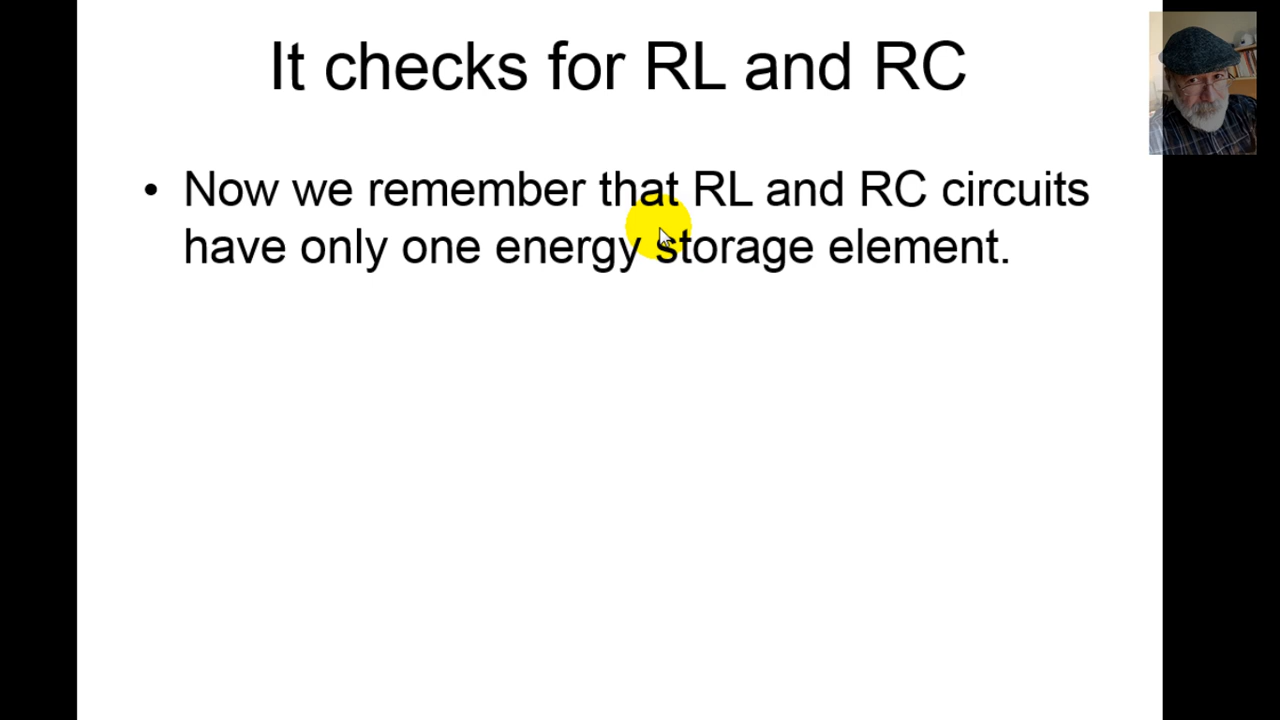 It checks for RL and RC
• Now we remember that RL and RC circuits
have only one energy storage element.